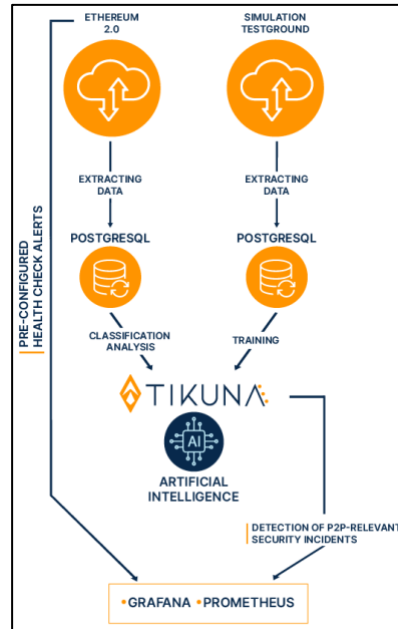 ETHEREUM
2.0
SIMULATION
TESTGROUND
EXTRACTING
DATA
EXTRACTING
DATA
POSTGRESQL
POSTGRESQL
PRE-CONFIGURED
HEALTH CHECK ALERTS
CLASSIFICATION
ANALYSIS
TRAINING
TIKUNA
AI
ARTIFICIAL
INTELLIGENCE
DETECTION OF P2P-RELEVANT
SECURITY INCIDENTS
•GRAFANA •PROMETHEUS